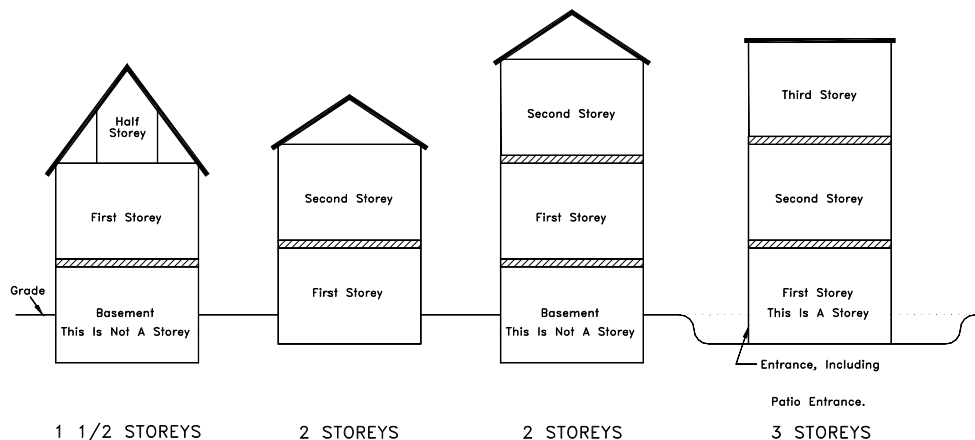 Half
Storey
First Storey
Grade
Basement
This Is Not A Storey
1 1/2 STOREYS
Second Storey
First Storey
2 STOREYS
Second Storey
First Storey
Basement
This Is Not A Storey
2 STOREYS
Third Storey
Second Storey
First Storey
This Is A Storey
Entrance, Including
Patio Entrance.
3 STOREYS